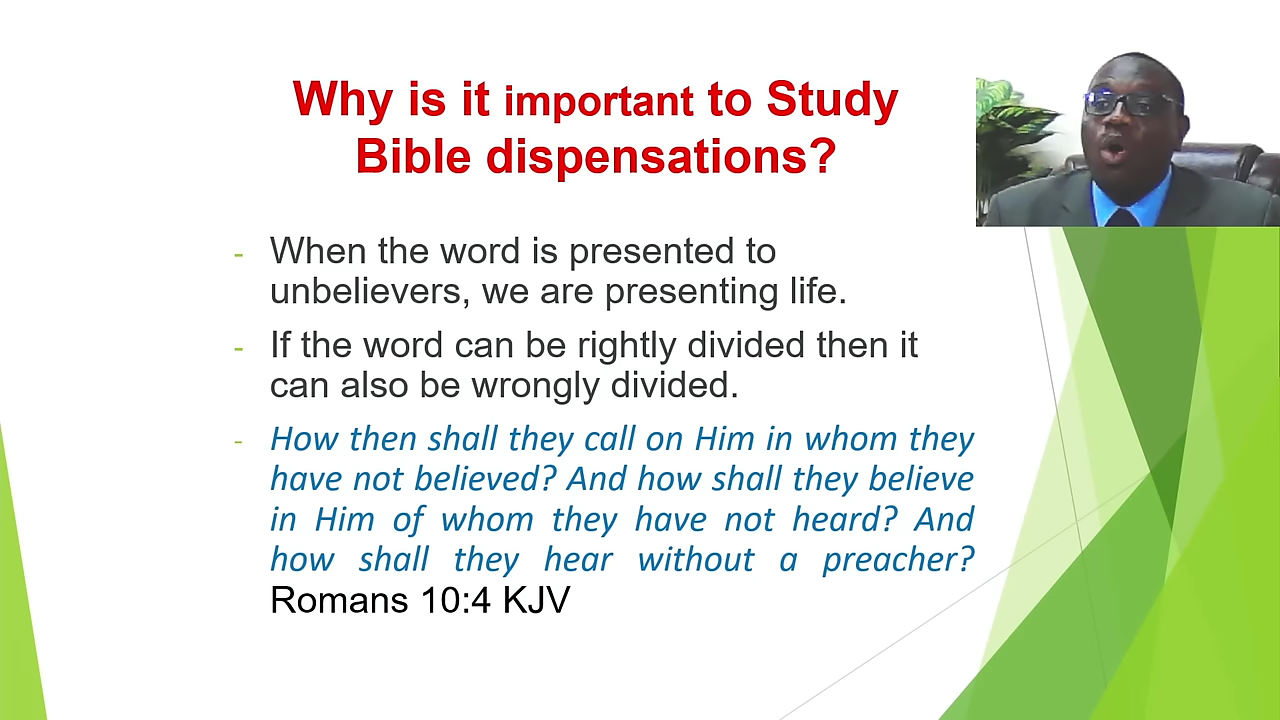 Why is it important to Study
Bible dispensations?
- When the word is presented to
unbelievers, we are presenting life.
- If the word can be rightly divided then it
can also be wrongly divided.
- How then shall they call on Him in whom they
have not believed? And how shall they believe
in Him of whom they have not heard? And
how shall they hear without a preacher?
Romans 10:4 KJV